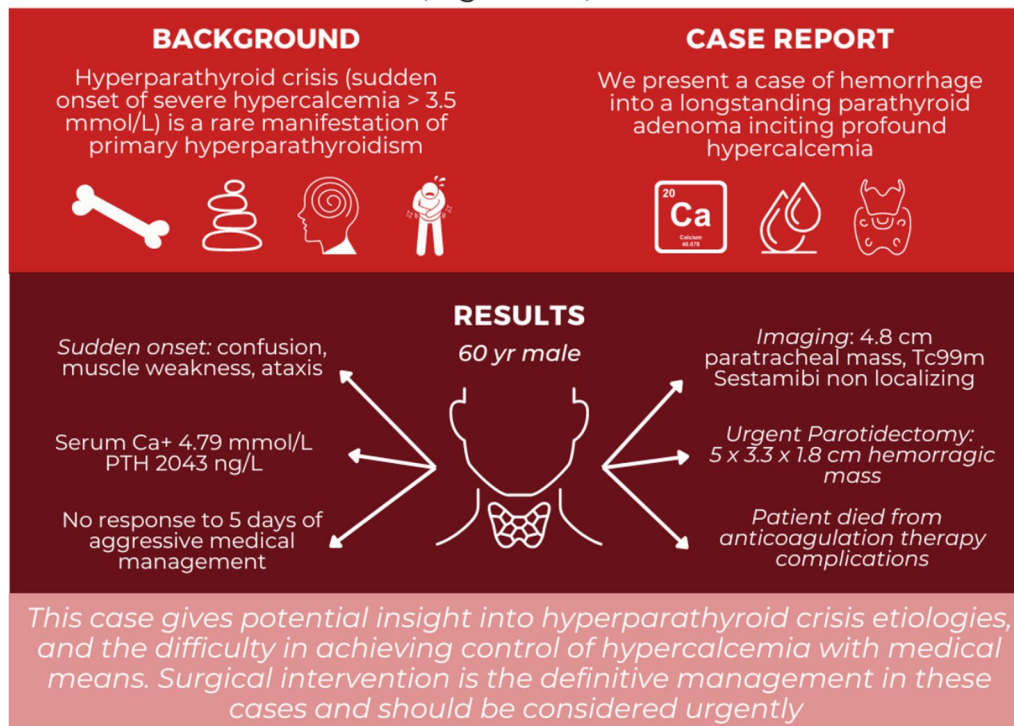 BACKGROUND
Hyperparathyroid crisis (sudden
onset of severe hypercalcemia > 3.5
mmol/L) is a rare manifestation of
primary hyperparathyroidism
CASE REPORT
We present a case of hemorrhage
into a longstanding parathyroid
adenoma inciting profound
hypercalcemia
20
Ca
Calcium
40.078
RESULTS
60 yr male
Sudden onset: confusion,
muscle weakness, ataxis
Serum Ca+ 4.79 mmol/L
PTH 2043 ng/L
No response to 5 days of
aggressive medical
management
Imaging: 4.8 cm
paratracheal mass, Tc99m
Sestamibi non localizing
Urgent Parotidectomy:
5 x 3.3 x 1.8 cm hemorragic
mass
Patient died from
anticoagulation therapy
complications
This case gives potential insight into hyperparathyroid crisis etiologies,
and the difficulty in achieving control of hypercalcemia with medical
means. Surgical intervention is the definitive management in these
cases and should be considered urgently